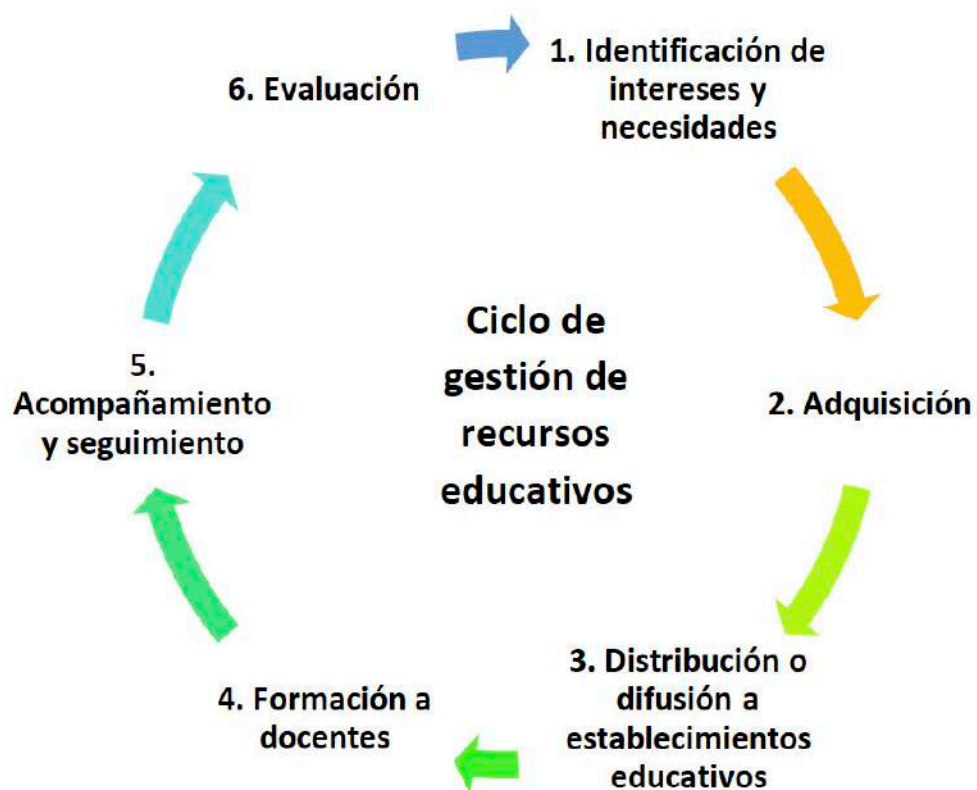 1. Identificación de
intereses y
necesidades
2. Adquisición
3. Distribución o
difusión a
establecimientos
educativos
4. Formación a
docentes
5.
Acompañamiento
y seguimiento
6. Evaluación
Ciclo de
gestión de
recursos
educativos